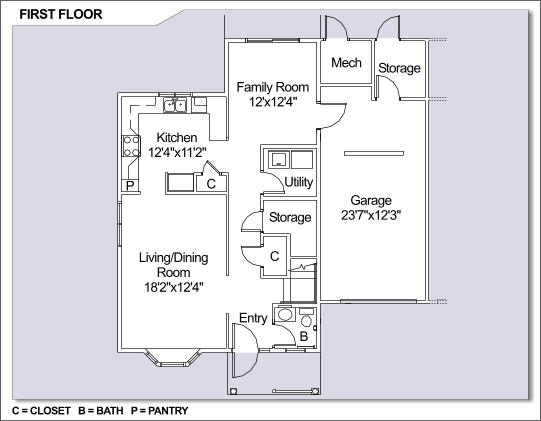 FIRST FLOOR
Mech
Storage
Family Room
12'x12'4"
Kitchen
12'4"x11'2"
P
C
Utility
Storage
Garage
23'7"x12'3"
C
Living/Dining
Room
18'2"x12'4"
Entry
B
C = CLOSET B = BATH P = PANTRY